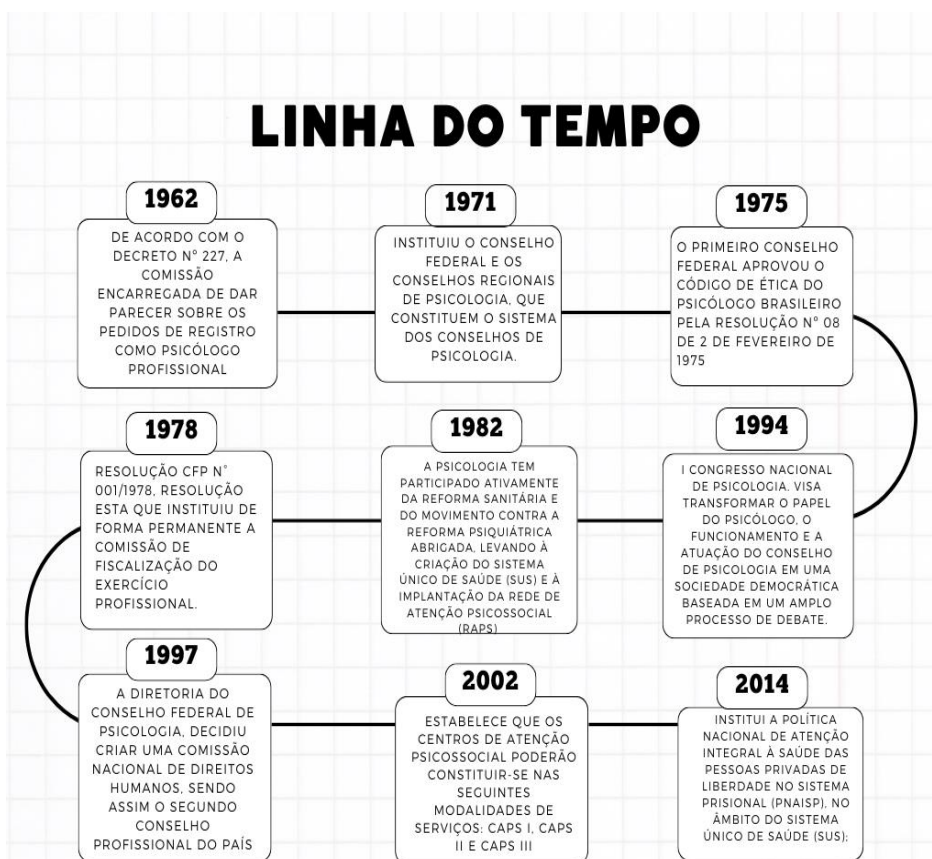 LINHA DO TEMPO
1962
DE ACORDO COM O
DECRETO Nº 227, A
COMISSÃO
ENCARREGADA DE DAR
PARECER SOBRE OS
PEDIDOS DE REGISTRO
COMO PSICÓLOGO
PROFISSIONAL
1971
INSTITUIU O CONSELHO
FEDERAL E OS
CONSELHOS REGIONAIS
DE PSICOLOGIA, QUE
CONSTITUEM O SISTEMA
DOS CONSELHOS DE
PSICOLOGIA.
1975
O PRIMEIRO CONSELHO
FEDERAL APROVOU O
CÓDIGO DE ÉTICA DO
PSICÓLOGO BRASILEIRO
PELA RESOLUÇÃO Nº 08
DE 2 DE FEVEREIRO DE
1975
1978
RESOLUÇÃO CFP N°
001/1978, RESOLUÇÃO
ESTA QUE INSTITUIU DE
FORMA PERMANENTE A
COMISSÃO DE
FISCALIZAÇÃO DO
EXERCÍCIO
PROFISSIONAL.
1982
A PSICOLOGIA TEM
PARTICIPADO ATIVAMENTE
DA REFORMA SANITÁRIA E
DO MOVIMENTO CONTRA A
REFORMA PSIQUIÁTRICA
ABRIGADA, LEVANDO À
CRIAÇÃO DO SISTEMA
ÚNICO DE SAÚDE (SUS) E À
IMPLANTAÇÃO DA REDE DE
ATENÇÃO PSICOSSOCIAL
(RAPS)
1994
I CONGRESSO NACIONAL
DE PSICOLOGIA. VISA
TRANSFORMAR O PAPEL
DO PSICÓLOGO, O
FUNCIONAMENTO E A
ATUAÇÃO DO CONSELHO
DE PSICOLOGIA EM UMA
SOCIEDADE DEMOCRÁTICA
BASEADA EM UM AMPLO
PROCESSO DE DEBATE.
1997
A DIRETORIA DO
CONSELHO FEDERAL DE
PSICOLOGIA, DECIDIU
CRIAR UMA COMISSÃO
NACIONAL DE DIREITOS
HUMANOS, SENDO
ASSIM O SEGUNDO
CONSELHO
PROFISSIONAL DO PAÍS
2002
ESTABELECE QUE OS
CENTROS DE ATENÇÃO
PSICOSSOCIAL PODERÃO
CONSTITUIR-SE NAS
SEGUINTES
MODALIDADES DE
SERVIÇOS: CAPS I, CAPS
II E CAPS III
2014
INSTITUI A POLÍTICA
NACIONAL DE ATENÇÃO
INTEGRAL À SAÚDE DAS
PESSOAS PRIVADAS DE
LIBERDADE NO SISTEMA
PRISIONAL (PNAISP), NO
ÂMBITO DO SISTEMA
ÚNICO DE SAÚDE (SUS);